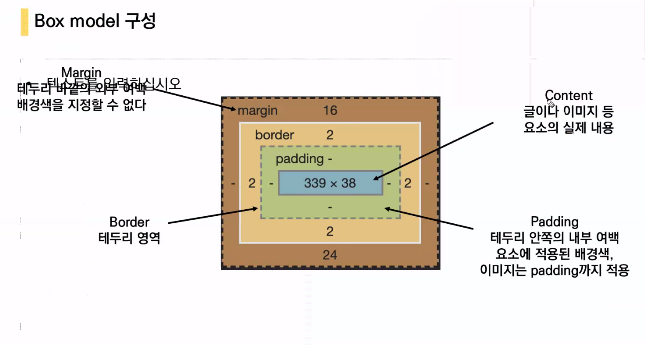 Box model 구성
Margin
텍스트를 입력하십시오
테두리 바깥의 외부 여백
배경색을 지정할 수 없다
margin 16
border 2
padding -
- 2 - 339 × 38 - 2 -
-
2
24
Content
글이나 이미지 등
요소의 실제 내용
Border
테두리 영역
Padding
테두리 안쪽의 내부 여백
요소에 적용된 배경색,
이미지는 padding까지 적용